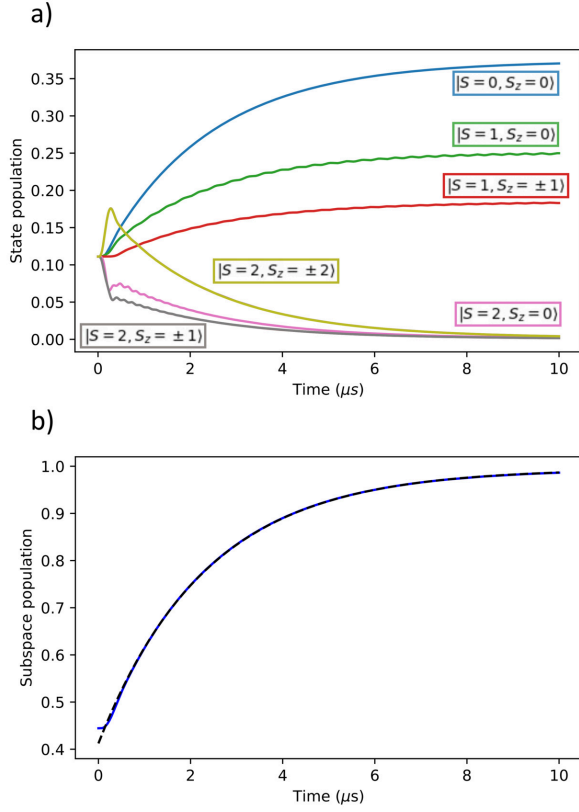 a)
State population
0.35
0.30
0.25
0.20
0.15
0.10
0.05
0.00
|S = 0, S_z = 0⟩
|S = 1, S_z = 0⟩
|S = 1, S_z = ±1⟩
|S = 2, S_z = ±2⟩
|S = 2, S_z = 0⟩
|S = 2, S_z = ±1⟩
0 2 4 6 8 10
Time (μs)
b)
Subspace population
1.0
0.9
0.8
0.7
0.6
0.5
0.4
0 2 4 6 8 10
Time (μs)